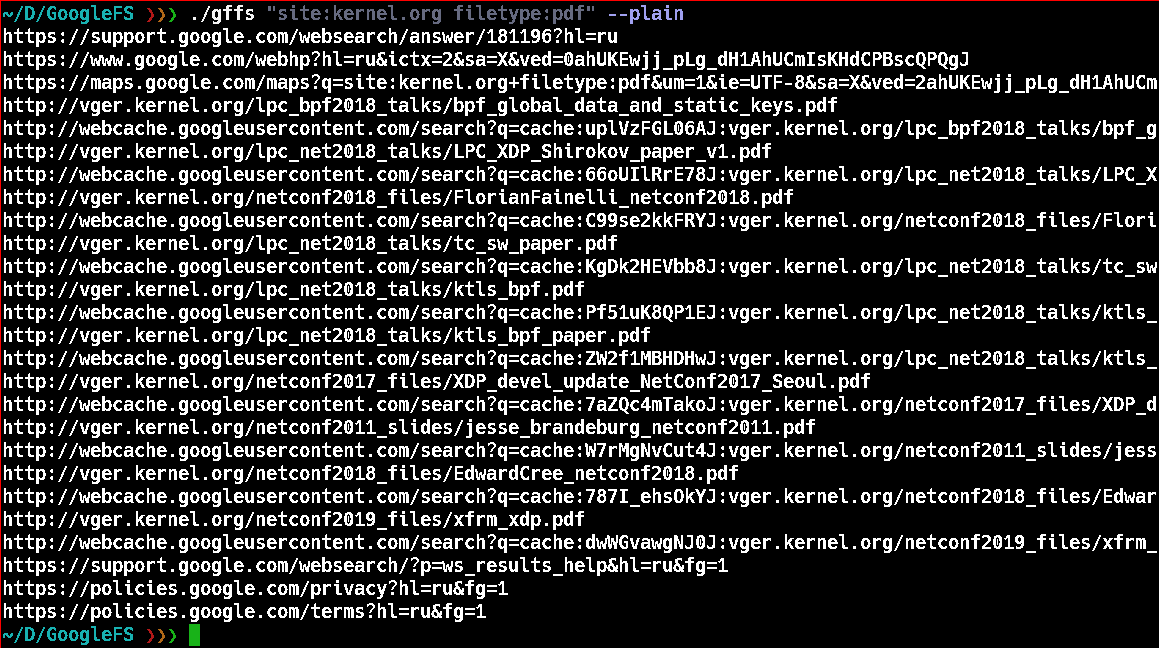 ~/D/GoogleFS ❯❯❯ ./gffs "site:kernel.org filetype:pdf" --plain
https://support.google.com/websearch/answer/181196?hl=ru
https://www.google.com/webhp?hl=ru&ictx=2&sa=X&ved=0ahUKEwjj_pLg_dH1AhUCmIsKHdCPBscQPQgJ
https://maps.google.com/maps?q=site:kernel.org+filetype:pdf&um=1&ie=UTF-8&sa=X&ved=2ahUKEwjj_pLg_dH1AhUCm
http://vger.kernel.org/lpc_bpf2018_talks/bpf_global_data_and_static_keys.pdf
http://webcache.googleusercontent.com/search?q=cache:uplVzFGL06AJ:vger.kernel.org/lpc_bpf2018_talks/bpf_g
http://vger.kernel.org/lpc_net2018_talks/LPC_XDP_Shirokov_paper_v1.pdf
http://webcache.googleusercontent.com/search?q=cache:66oUIlRrE78J:vger.kernel.org/lpc_net2018_talks/LPC_X
http://vger.kernel.org/netconf2018_files/FlorianFainelli_netconf2018.pdf
http://webcache.googleusercontent.com/search?q=cache:C99se2kkFRYJ:vger.kernel.org/netconf2018_files/Flori
http://vger.kernel.org/lpc_net2018_talks/tc_sw_paper.pdf
http://webcache.googleusercontent.com/search?q=cache:KgDk2HEVbb8J:vger.kernel.org/lpc_net2018_talks/tc_sw
http://vger.kernel.org/lpc_net2018_talks/ktls_bpf.pdf
http://webcache.googleusercontent.com/search?q=cache:Pf51uK8QP1EJ:vger.kernel.org/lpc_net2018_talks/ktls_
http://vger.kernel.org/lpc_net2018_talks/ktls_bpf_paper.pdf
http://webcache.googleusercontent.com/search?q=cache:ZW2f1MBHDHwJ:vger.kernel.org/lpc_net2018_talks/ktls_
http://vger.kernel.org/netconf2017_files/XDP_devel_update_NetConf2017_Seoul.pdf
http://webcache.googleusercontent.com/search?q=cache:7aZQc4mTakoJ:vger.kernel.org/netconf2017_files/XDP_d
http://vger.kernel.org/netconf2011_slides/jesse_brandeburg_netconf2011.pdf
http://webcache.googleusercontent.com/search?q=cache:W7rMgNvCut4J:vger.kernel.org/netconf2011_slides/jess
http://vger.kernel.org/netconf2018_files/EdwardCree_netconf2018.pdf
http://webcache.googleusercontent.com/search?q=cache:787I_ehsOkYJ:vger.kernel.org/netconf2018_files/Edwar
http://vger.kernel.org/netconf2019_files/xfrm_xdp.pdf
http://webcache.googleusercontent.com/search?q=cache:dwWGvawgNJ0J:vger.kernel.org/netconf2019_files/xfrm_
https://support.google.com/websearch/?p=ws_results_help&hl=ru&fg=1
https://policies.google.com/privacy?hl=ru&fg=1
https://policies.google.com/terms?hl=ru&fg=1
~/D/GoogleFS ❯❯❯